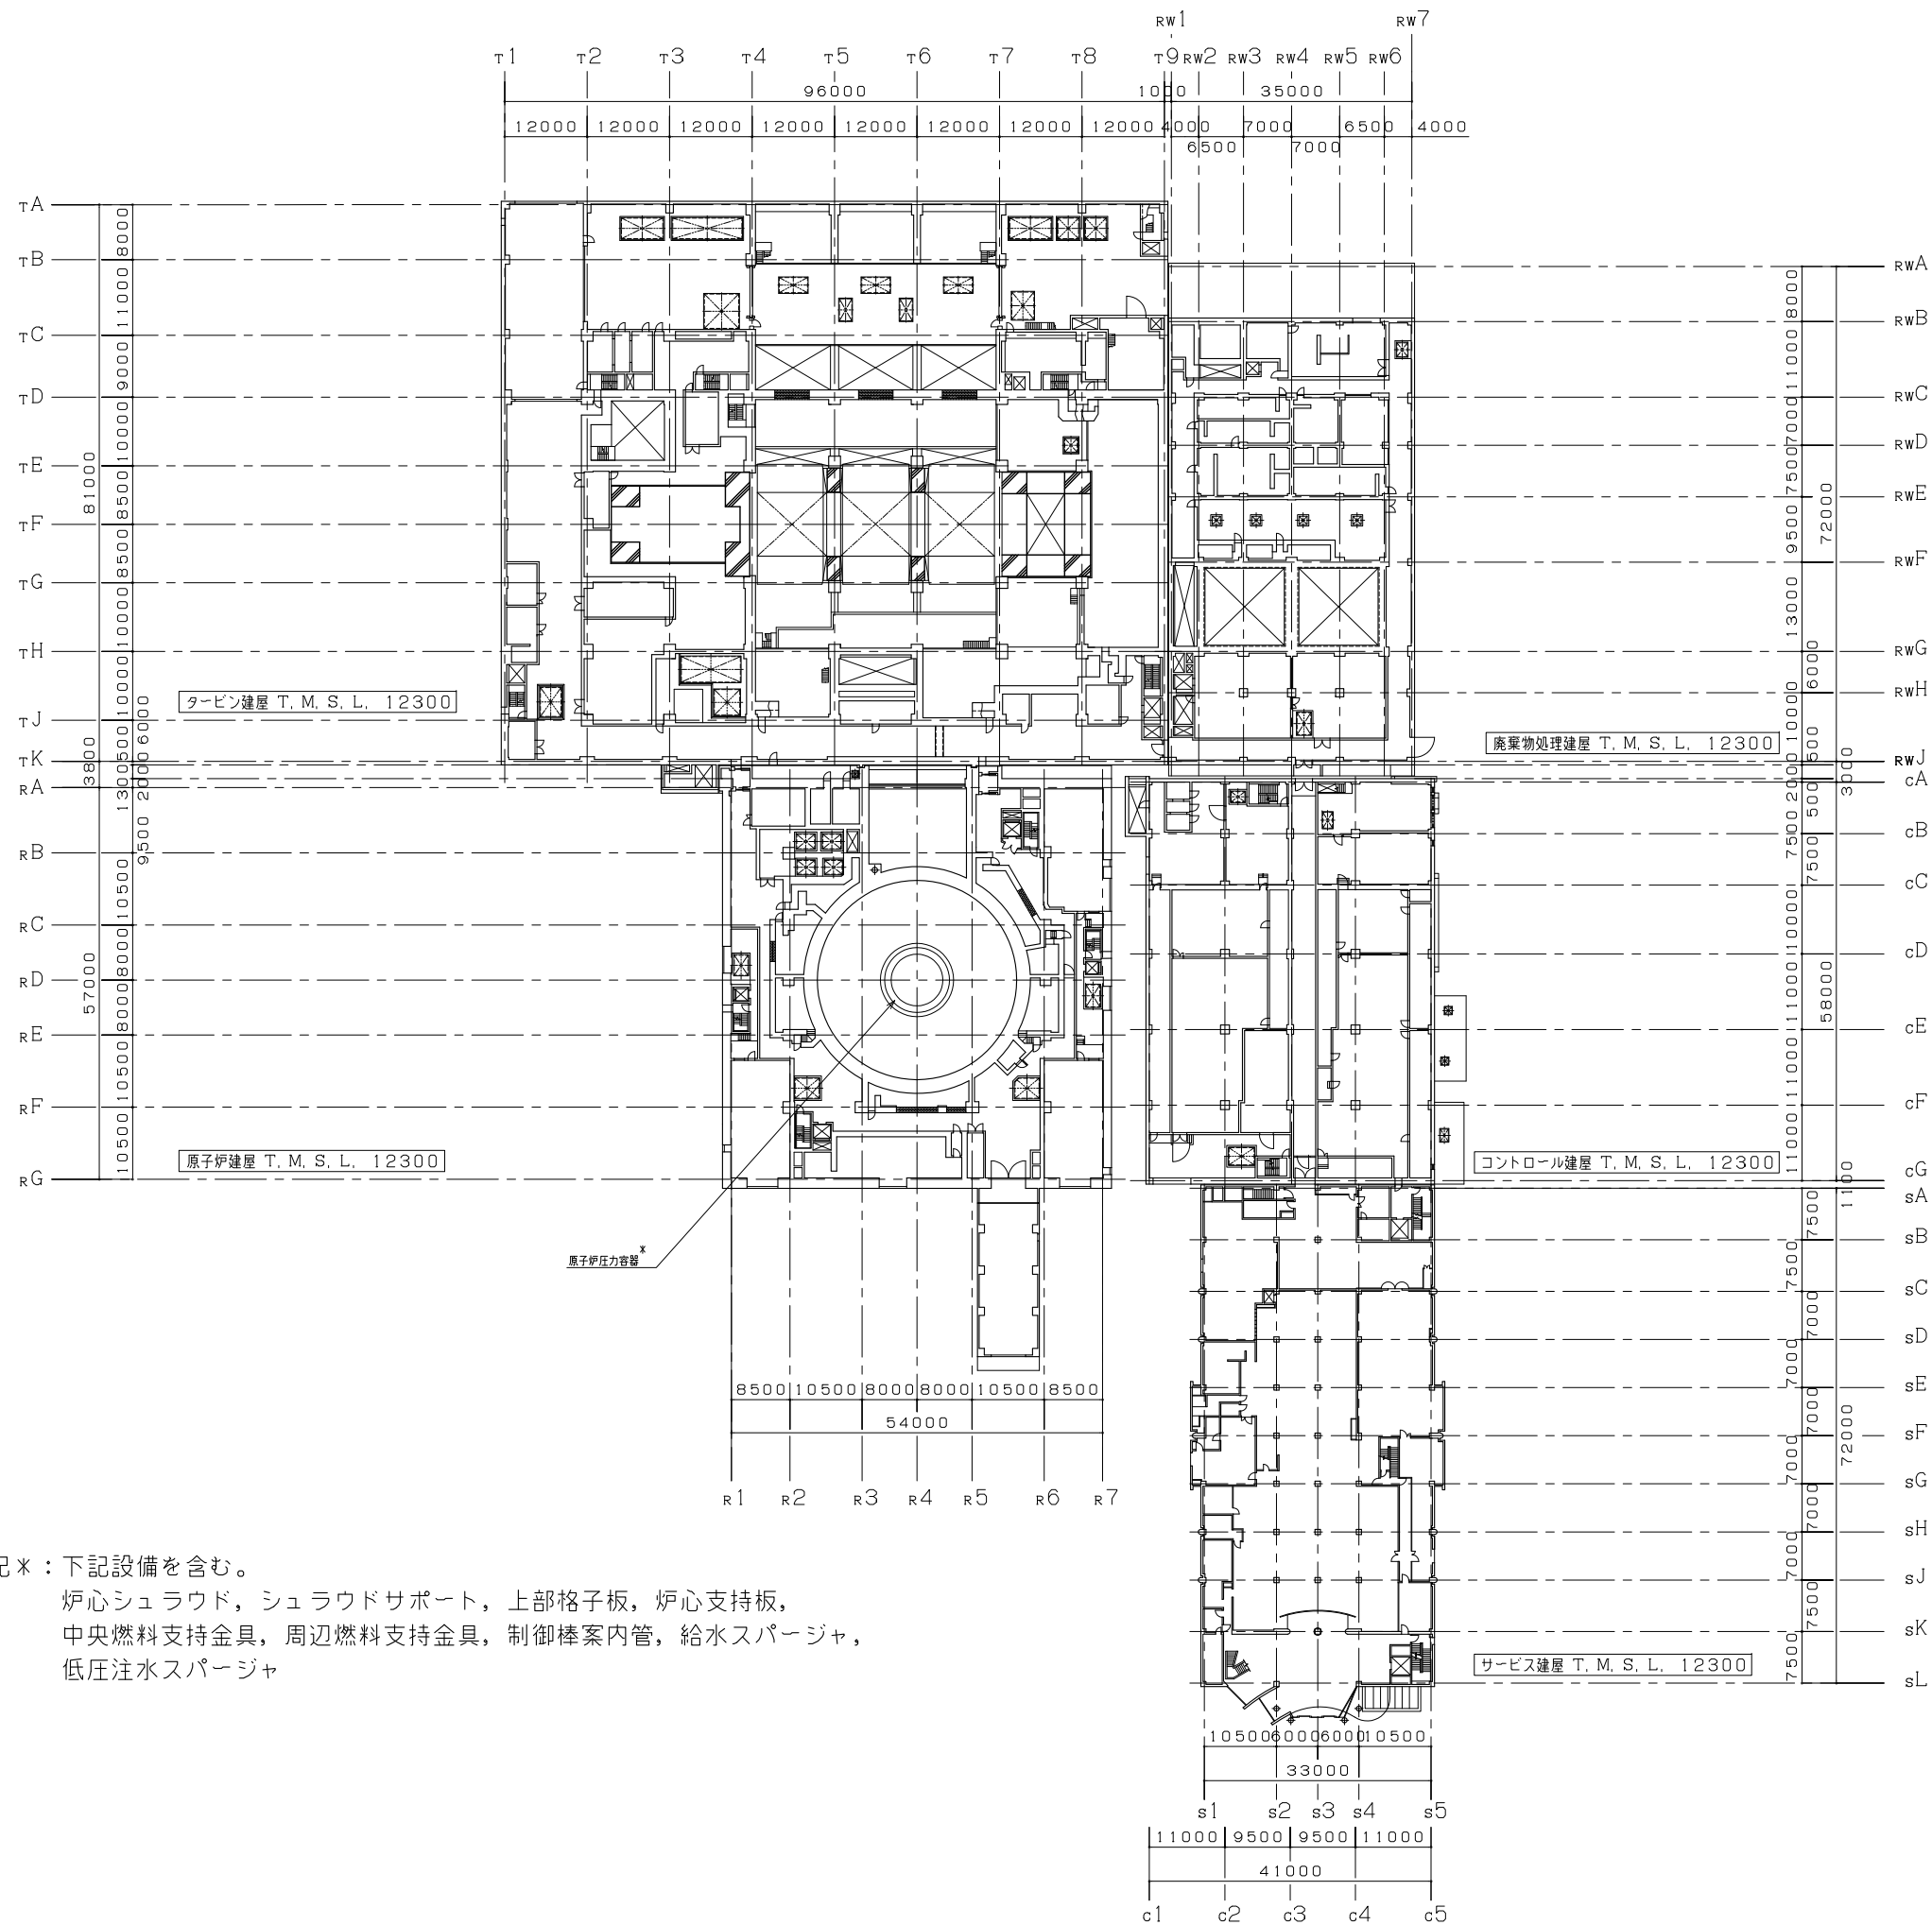 RW1 RW7
T1 T2 T3 T4 T5 T6 T7 T8 T9 RW2 RW3 RW4 RW5 RW6
96000 1000 35000
12000 12000 12000 12000 12000 12000 12000 12000 4000 7000 6500 4000
6500 7000
TA
TB
TC
TD
TE
TF
TG
TH
TJ
TK
RA
RB
RC
RD
RE
RF
RG
81000
3800
57000
8000
11000
9000
10000
8500
8500
10000
10000
6000
500
1300
2000
9500
10500
8000
8000
10500
10500
タービン建屋 T.M.S.L. 12300
原子炉建屋 T.M.S.L. 12300
原子炉圧力容器*
RWA
RWB
RWC
RWD
RWE
RWF
RWG
RWH
RWJ
8000
11000
7000
7500
9500
13000
6000
10000
72000
廃棄物処理建屋 T.M.S.L. 12300
500
2000
3000
cA
cB
cC
cD
cE
cF
cG
5500
7500
7500
10000
11000
11000
11000
58000
1100
コントロール建屋 T.M.S.L. 12300
sA
sB
sC
sD
sE
sF
sG
sH
sJ
sK
sL
7500
7500
7000
7000
7000
7000
7000
7000
7500
7500
72000
サービス建屋 T.M.S.L. 12300
8500 10500 8000 8000 10500 8500
54000
R1 R2 R3 R4 R5 R6 R7
記*：下記設備を含む。
炉心シュラウド，シュラウドサポート，上部格子板，炉心支持板，
中央燃料支持金具，周辺燃料支持金具，制御棒案内管，給水スパージャ，
低圧注水スパージャ
10500 6000 6000 10500
33000
s1 s2 s3 s4 s5
11000 9500 9500 11000
41000
c1 c2 c3 c4 c5